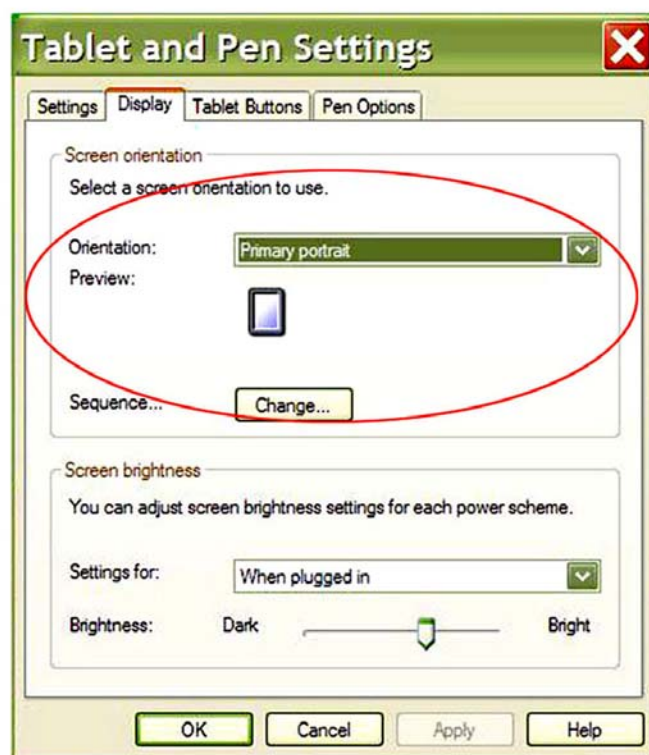 Tablet and Pen Settings
Settings Display Tablet Buttons Pen Options
Screen orientation
Select a screen orientation to use.
Orientation: Primary portrait
Preview:
Sequence... Change...
Screen brightness
You can adjust screen brightness settings for each power scheme.
Settings for: When plugged in
Brightness: Dark Bright
OK Cancel Apply Help